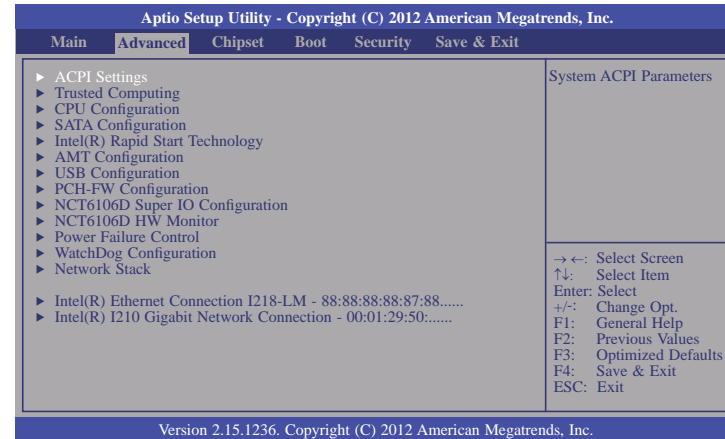 Aptio Setup Utility - Copyright (C) 2012 American Megatrends, Inc.
Main Advanced Chipset Boot Security Save & Exit
► ACPI Settings
► Trusted Computing
► CPU Configuration
► SATA Configuration
► Intel(R) Rapid Start Technology
► AMT Configuration
► USB Configuration
► PCH-FW Configuration
► NCT6106D Super IO Configuration
► NCT6106D HW Monitor
► Power Failure Control
► WatchDog Configuration
► Network Stack
► Intel(R) Ethernet Connection I218-LM - 88:88:88:88:87:88......
► Intel(R) I210 Gigabit Network Connection - 00:01:29:50:......
System ACPI Parameters
→←: Select Screen
↑↓: Select Item
Enter: Select
+/-: Change Opt.
F1: General Help
F2: Previous Values
F3: Optimized Defaults
F4: Save & Exit
ESC: Exit
Version 2.15.1236. Copyright (C) 2012 American Megatrends, Inc.